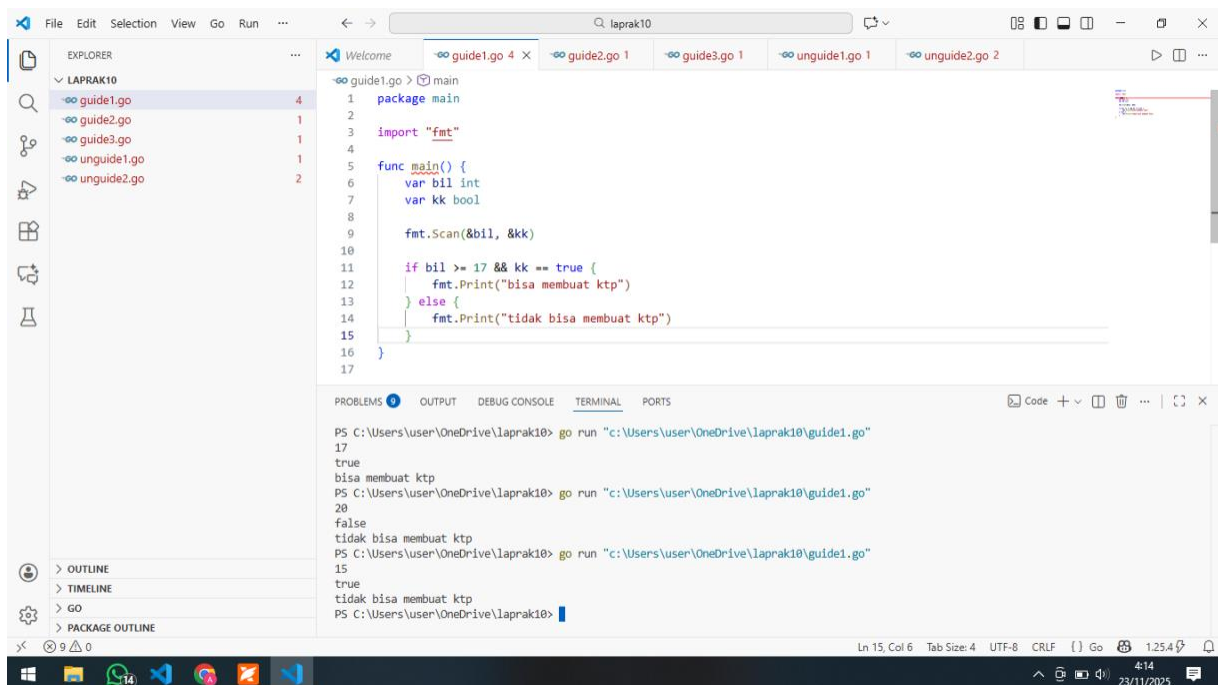 File Edit Selection View Go Run ···
laprak10
EXPLORER ···
Welcome
guide1.go 4
guide2.go 1
guide3.go 1
unguide1.go 1
unguide2.go 2
LAPRAK10
guide1.go 4
guide2.go 1
guide3.go 1
unguide1.go 1
unguide2.go 2
guide1.go > main
1 package main
2
3 import "fmt"
4
5 func main() {
6 var bil int
7 var kk bool
8
9 fmt.Scan(&bil, &kk)
10
11 if bil >= 17 && kk == true {
12 fmt.Print("bisa membuat ktp")
13 } else {
14 fmt.Print("tidak bisa membuat ktp")
15 }
16 }
17
PROBLEMS 9 OUTPUT DEBUG CONSOLE TERMINAL PORTS
Code
PS C:\Users\user\OneDrive\laprak10> go run "c:\Users\user\OneDrive\laprak10\guide1.go"
17
true
bisa membuat ktp
PS C:\Users\user\OneDrive\laprak10> go run "c:\Users\user\OneDrive\laprak10\guide1.go"
20
false
tidak bisa membuat ktp
PS C:\Users\user\OneDrive\laprak10> go run "c:\Users\user\OneDrive\laprak10\guide1.go"
15
true
tidak bisa membuat ktp
PS C:\Users\user\OneDrive\laprak10>
OUTLINE
TIMELINE
GO
PACKAGE OUTLINE
9 0
Ln 15, Col 6 Tab Size: 4 UTF-8 CRLF {} Go 1.25.4
14
4:14
23/11/2025